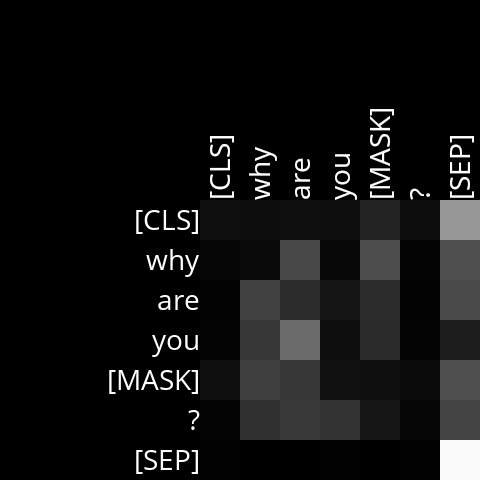 [CLS] why are you [MASK] ? [SEP]
[CLS]
why
are
you
[MASK]
?
[SEP]